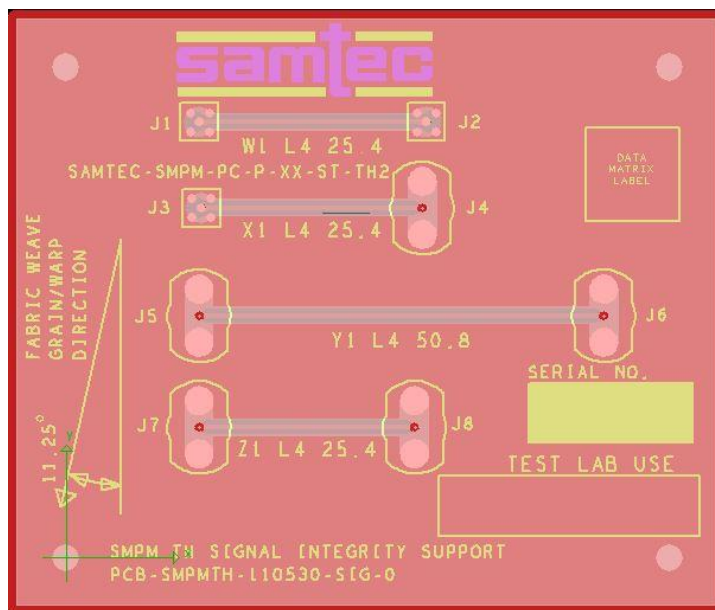 samtec
J1
J2
W1 L4 25.4
SAMTEC-SMPM-PC-P-XX-ST-TH2
DATA
MATRIX
LABEL
J3
J4
X1 L4 25.4
FABRIC WEAVE
GRAIN/WARP
DIRECTION
J5
J6
Y1 L4 50.8
SERIAL NO.
J7
J8
Z1 L4 25.4
11.25°
TEST LAB USE
Y
X
SMPM TH SIGNAL INTEGRITY SUPPORT
PCB-SMPMTH-110530-SIG-0